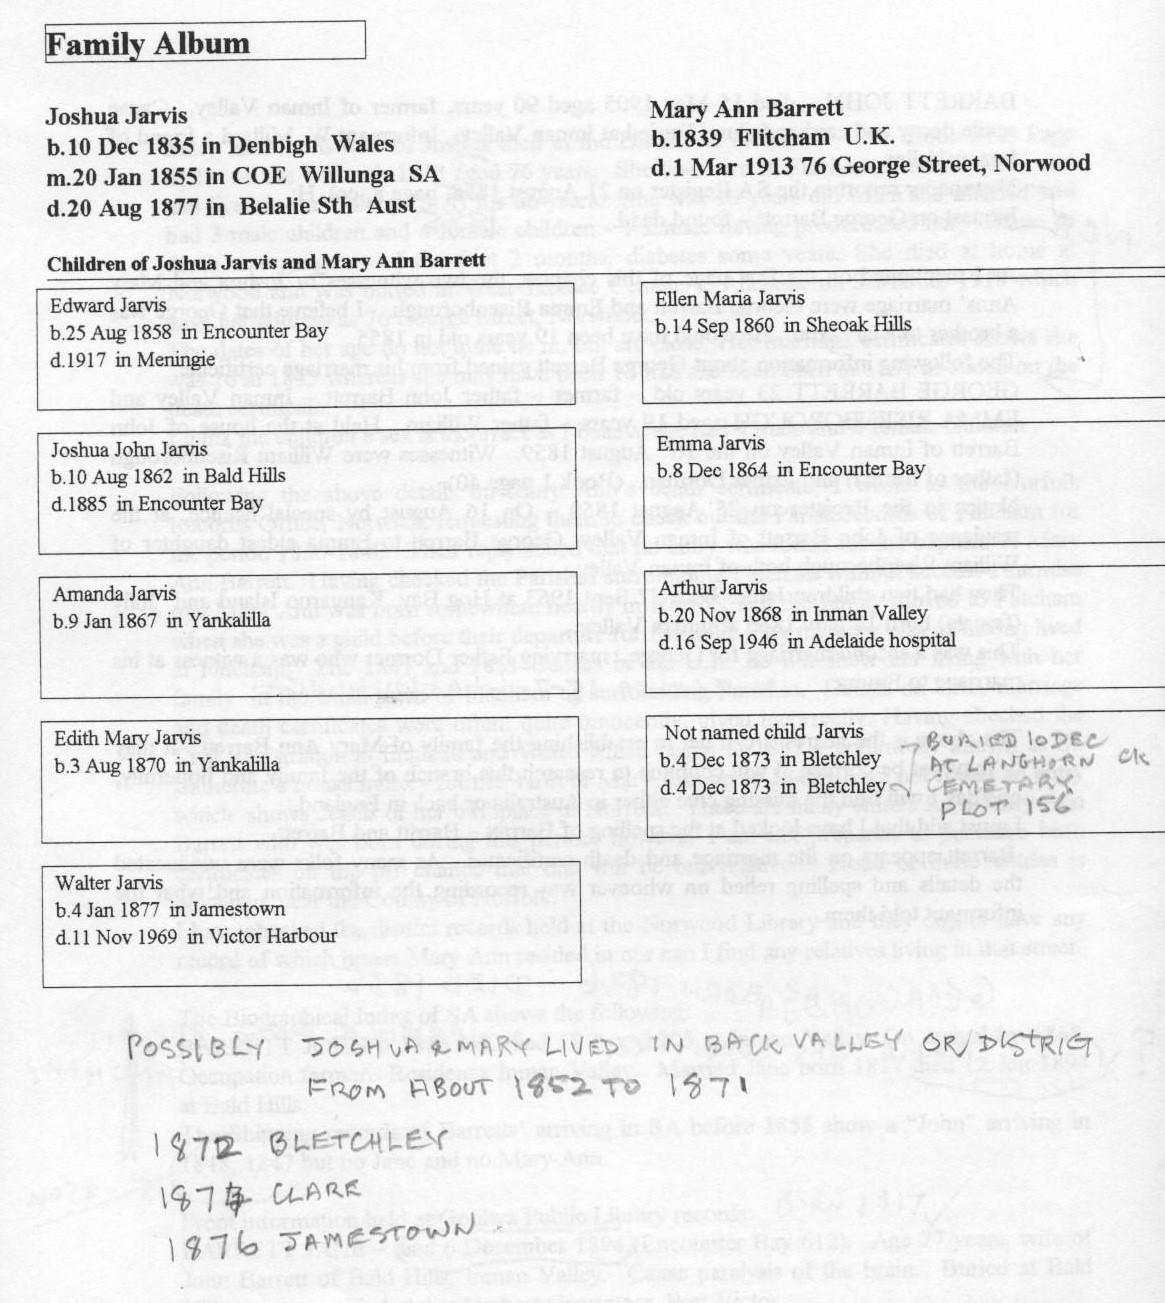 Family Album
Joshua Jarvis
b.10 Dec 1835 in Denbigh Wales
m.20 Jan 1855 in COE Willunga SA
d.20 Aug 1877 in Belalie Sth Aust
Mary Ann Barrett
b.1839 Flitcham U.K.
d.1 Mar 1913 76 George Street, Norwood
Children of Joshua Jarvis and Mary Ann Barrett
Edward Jarvis
b.25 Aug 1858 in Encounter Bay
d.1917 in Meningie
Ellen Maria Jarvis
b.14 Sep 1860 in Sheoak Hills
Joshua John Jarvis
b.10 Aug 1862 in Bald Hills
d.1885 in Encounter Bay
Emma Jarvis
b.8 Dec 1864 in Encounter Bay
Amanda Jarvis
b.9 Jan 1867 in Yankalilla
Arthur Jarvis
b.20 Nov 1868 in Inman Valley
d.16 Sep 1946 in Adelaide hospital
Edith Mary Jarvis
b.3 Aug 1870 in Yankalilla
Not named child Jarvis
b.4 Dec 1873 in Bletchley
d.4 Dec 1873 in Bletchley
BURIED 10 DEC
AT LANGHORN CK
CEMETARY
PLOT 156
Walter Jarvis
b.4 Jan 1877 in Jamestown
d.11 Nov 1969 in Victor Harbour
POSSIBLY JOSHUA & MARY LIVED IN BACK VALLEY OR DISTRIG
FROM ABOUT 1852 TO 1871
1872 BLETCHLEY
CLARE
1876 JAMESTOWN